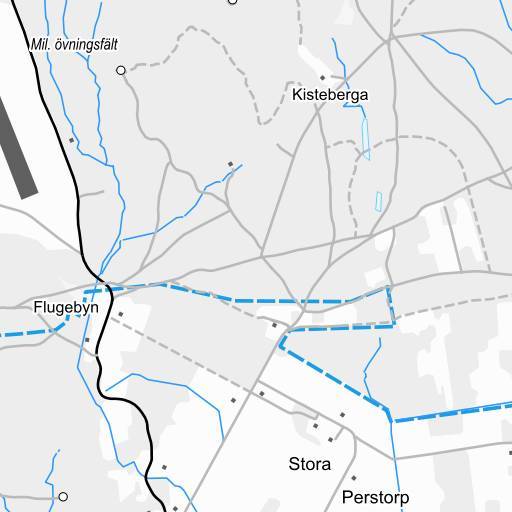 Mil. övningsfält
Kisteberga
Flugebyn
Stora
Perstorp